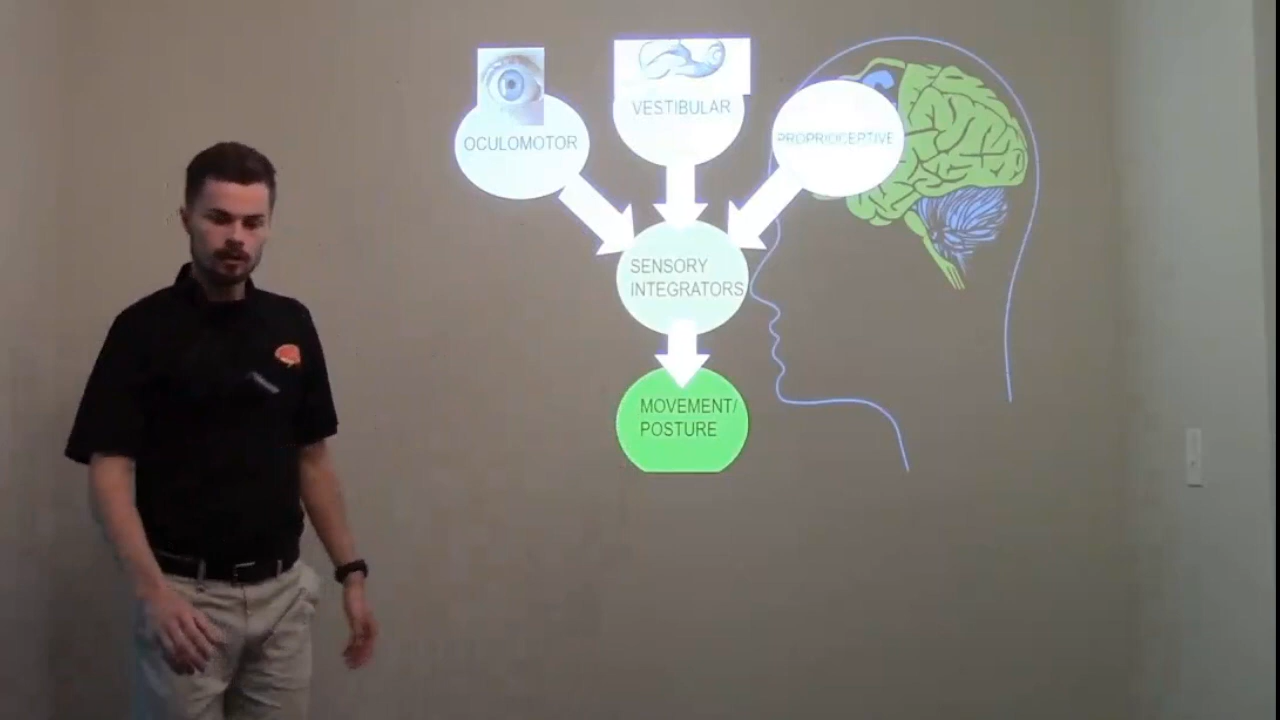 VESTIBULAR
OCULOMOTOR
PROPRIOCEPTIVE
SENSORY
INTEGRATORS
MOVEMENT/
POSTURE